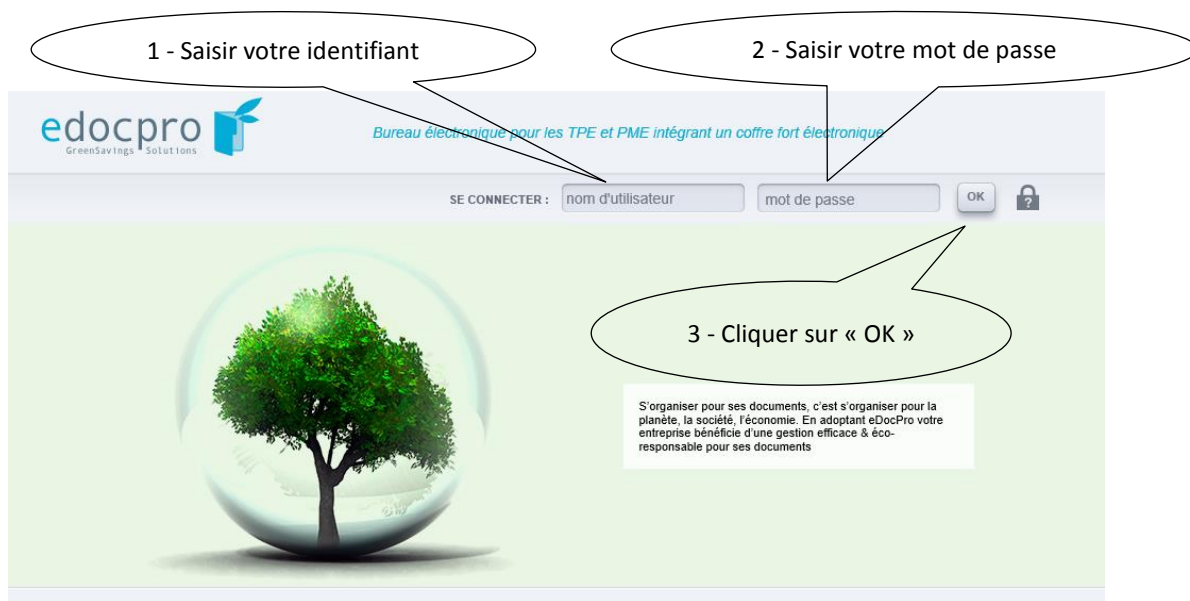 1 - Saisir votre identifiant
2 - Saisir votre mot de passe
edocpro
GreenSavings Solutions
Bureau électronique pour les TPE et PME intégrant un coffre fort électronique
SE CONNECTER :
nom d'utilisateur
mot de passe
OK
?
3 - Cliquer sur « OK »
S'organiser pour ses documents, c'est s'organiser pour la
planète, la société, l'économie. En adoptant eDocPro votre
entreprise bénéficie d'une gestion efficace & éco-
responsable pour ses documents